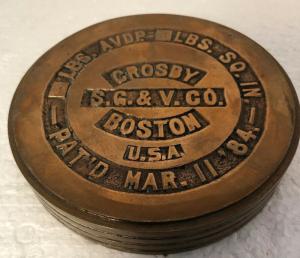 LBS. AVDP. LBS. SQ. IN.
CROSBY
S.G. & V. CO.
BOSTON
U.S.A.
PAT'D MAR. 11 '84.